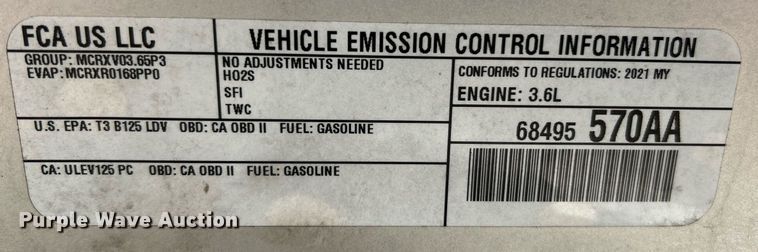 FCA US LLC
VEHICLE EMISSION CONTROL INFORMATION
GROUP: MCRXV03.65P3
EVAP: MCRXR0168PP0
NO ADJUSTMENTS NEEDED
HO2S
SFI
TWC
CONFORMS TO REGULATIONS: 2021 MY
ENGINE: 3.6L
U.S. EPA: T3 B125 LDV OBD: CA OBD II FUEL: GASOLINE
68495 570AA
CA: ULEV125 PC OBD: CA OBD II FUEL: GASOLINE
Purple Wave Auction